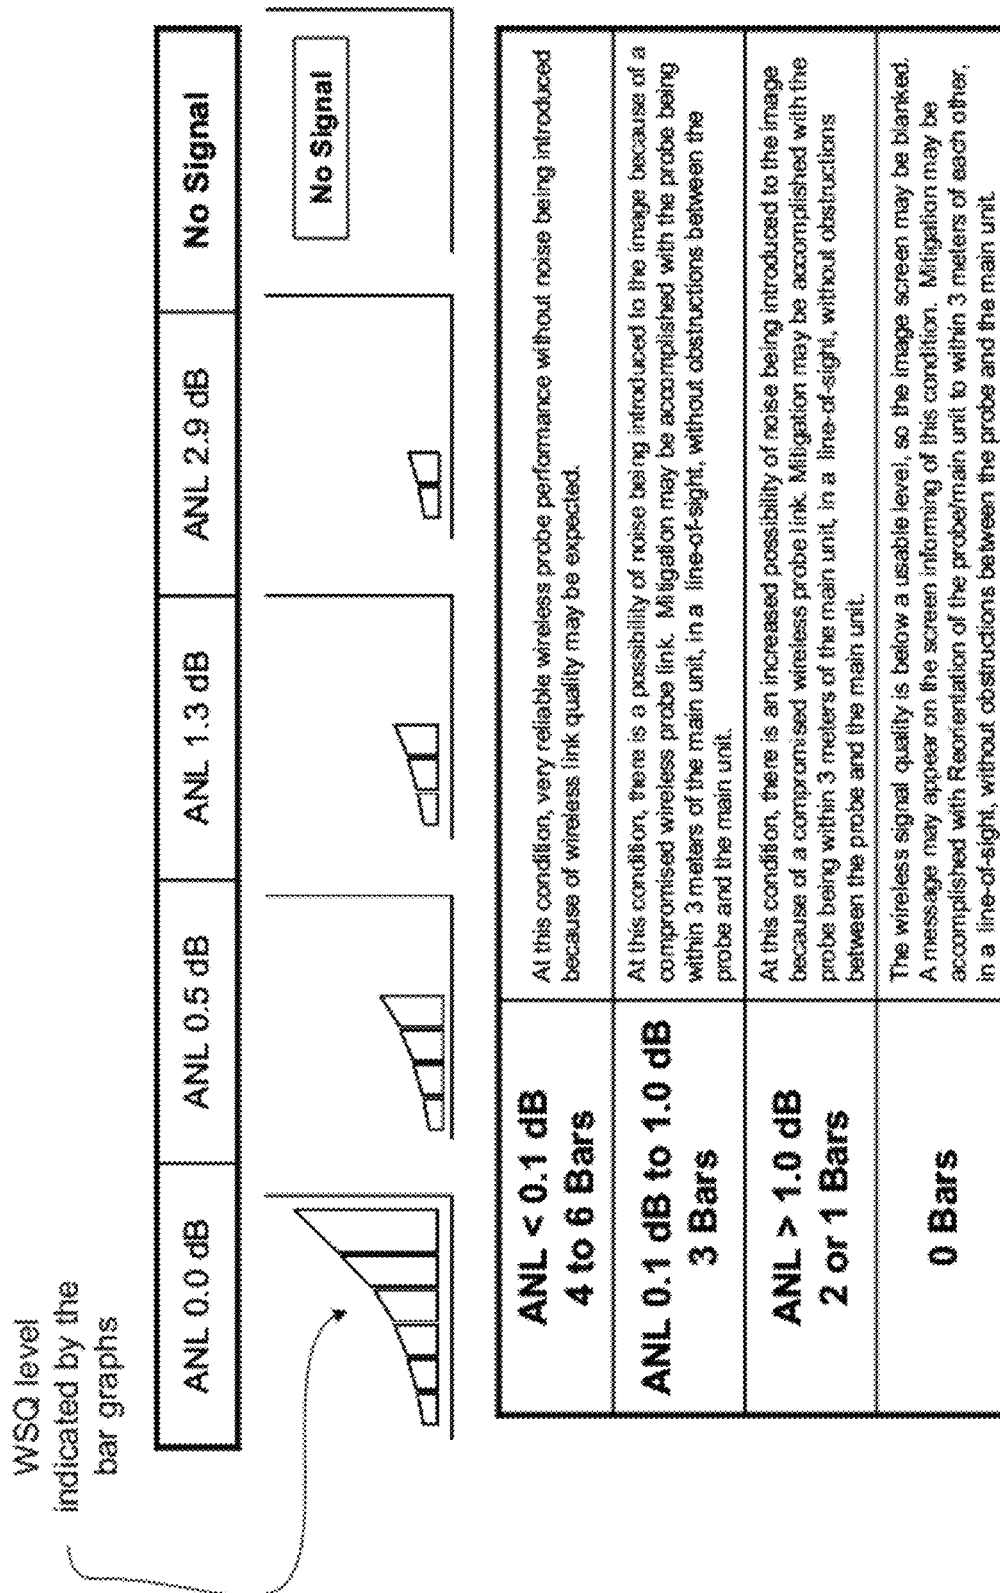 WSQ level
indicated by the
bar graphs
ANL 0.0 dB
ANL 0.5 dB
ANL 1.3 dB
ANL 2.9 dB
No Signal
No Signal
ANL < 0.1 dB
4 to 6 Bars
At this condition, very reliable wireless probe performance without noise being introduced
because of wireless link quality may be expected.
ANL 0.1 dB to 1.0 dB
3 Bars
At this condition, there is a possibility of noise being introduced to the image because of a
compromised wireless probe link. Mitigation may be accomplished with the probe being
within 3 meters of the main unit, in a line-of-sight, without obstructions between the
probe and the main unit.
ANL > 1.0 dB
2 or 1 Bars
At this condition, there is an increased possibility of noise being introduced to the image
because of a compromised wireless probe link. Mitigation may be accomplished with the
probe being within 3 meters of the main unit, in a line-of-sight, without obstructions
between the probe and the main unit.
0 Bars
The wireless signal quality is below a usable level, so the image screen may be blanked.
A message may appear on the screen informing of this condition. Mitigation may be
accomplished with Reorientation of the probe/main unit to within 3 meters of each other,
in a line-of-sight, without obstructions between the probe and the main unit.